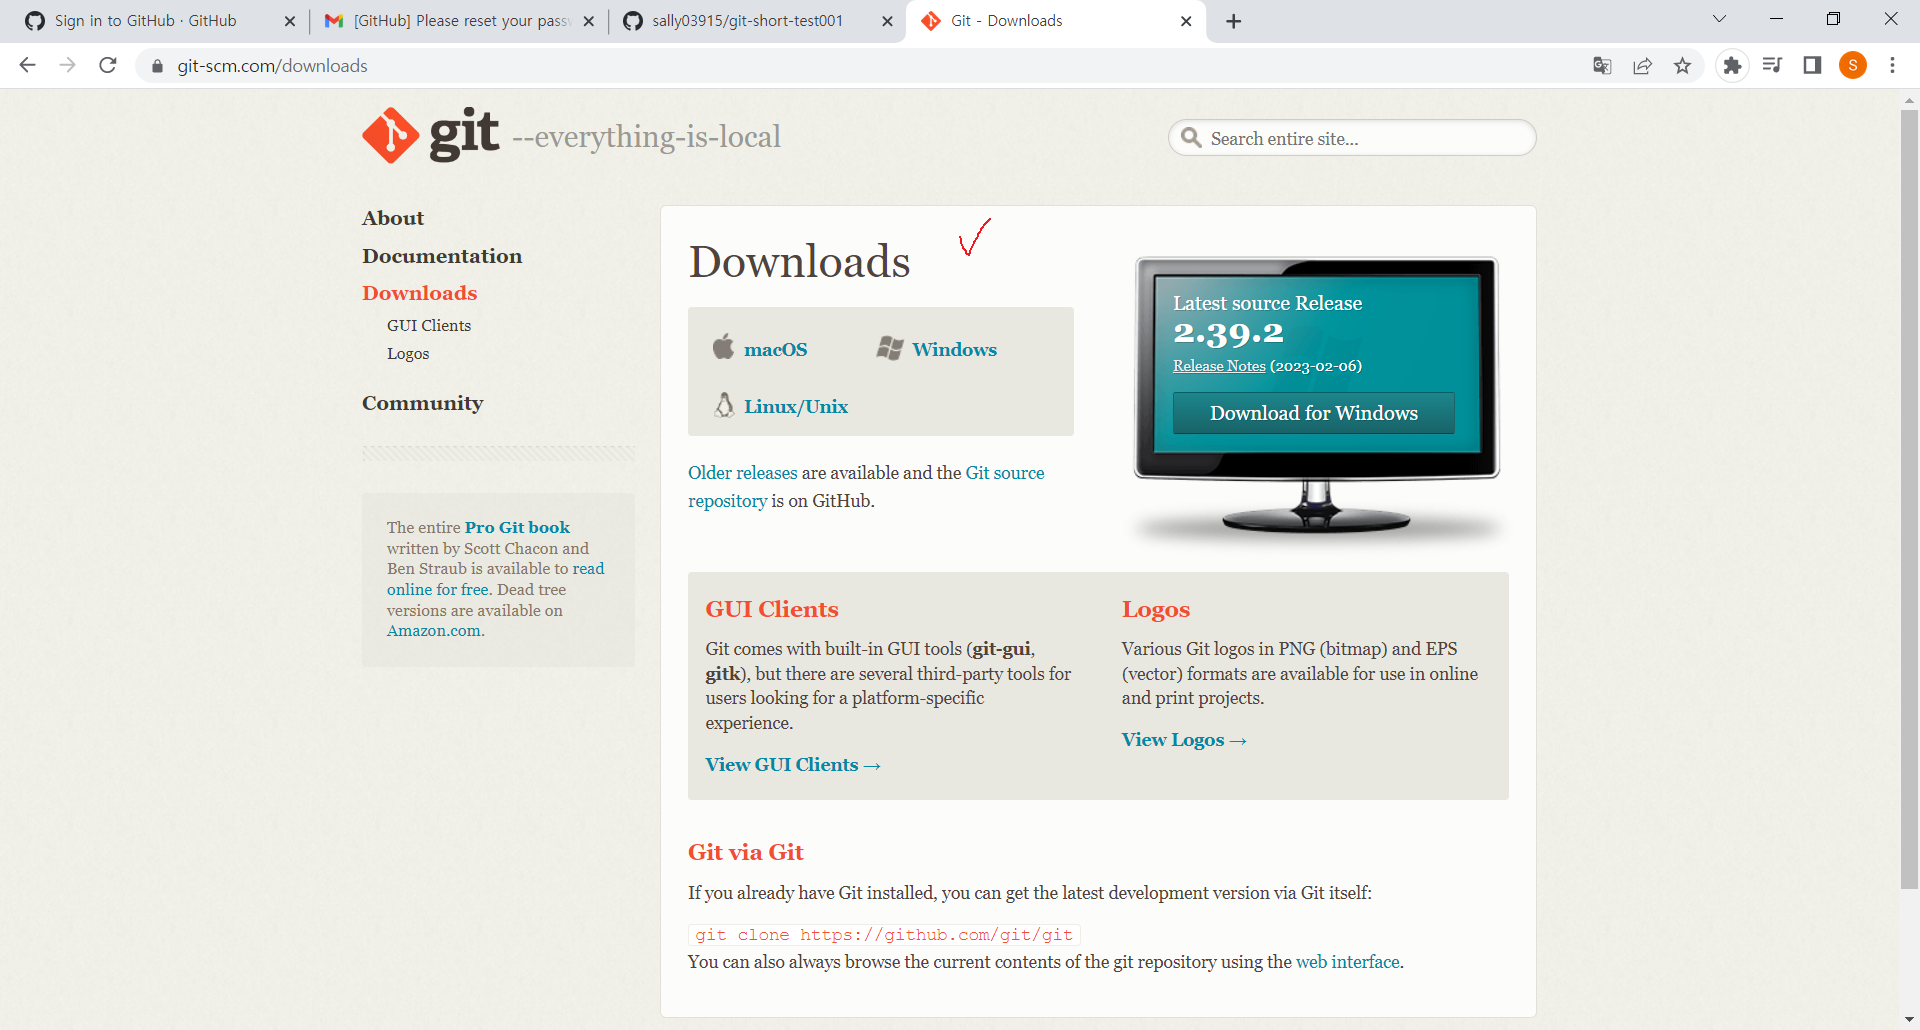 Sign in to GitHub · GitHub
[GitHub] Please reset your passw
sally03915/git-short-test001
Git - Downloads
git-scm.com/downloads
S
git --everything-is-local
Search entire site...
About
Documentation
Downloads
GUI Clients
Logos
Community
The entire Pro Git book
written by Scott Chacon and
Ben Straub is available to read
online for free. Dead tree
versions are available on
Amazon.com.
Downloads
macOS
Windows
Linux/Unix
Older releases are available and the Git source
repository is on GitHub.
Latest source Release
2.39.2
Release Notes (2023-02-06)
Download for Windows
GUI Clients
Git comes with built-in GUI tools (git-gui,
gitk), but there are several third-party tools for
users looking for a platform-specific
experience.
View GUI Clients →
Logos
Various Git logos in PNG (bitmap) and EPS
(vector) formats are available for use in online
and print projects.
View Logos →
Git via Git
If you already have Git installed, you can get the latest development version via Git itself:
git clone https://github.com/git/git
You can also always browse the current contents of the git repository using the web interface.